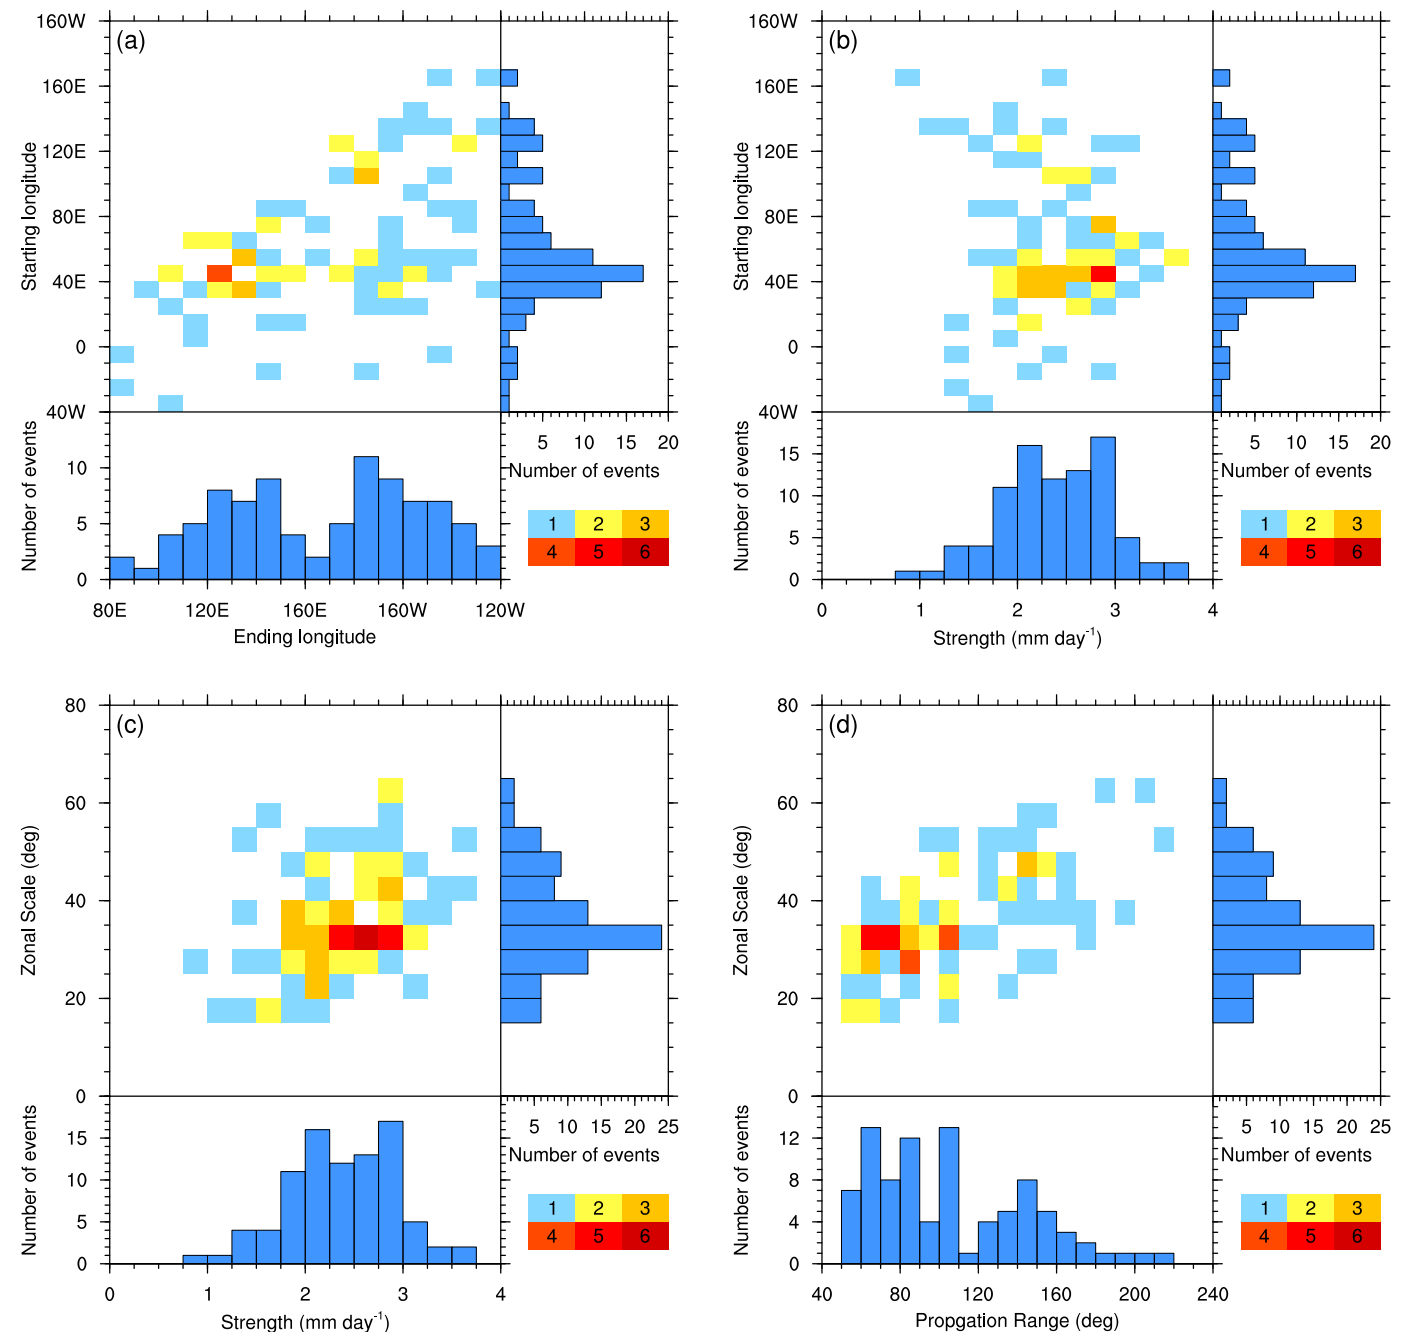 (a)
160W
160E
120E
80E
40E
0
40W
Starting longitude
10
5
0
Number of events
80E 120E 160E 160W 120W
Ending longitude
5 10 15 20
Number of events
1 2 3
4 5 6
(b)
160W
160E
120E
80E
40E
0
40W
Starting longitude
15
10
5
0
Number of events
0 1 2 3 4
Strength (mm day-1)
5 10 15 20
Number of events
1 2 3
4 5 6
(c)
80
60
40
20
0
Zonal Scale (deg)
15
10
5
0
Number of events
0 1 2 3 4
Strength (mm day-1)
5 10 15 20 25
Number of events
1 2 3
4 5 6
(d)
80
60
40
20
0
Zonal Scale (deg)
12
8
4
0
Number of events
40 80 120 160 200 240
Propgation Range (deg)
5 10 15 20 25
Number of events
1 2 3
4 5 6